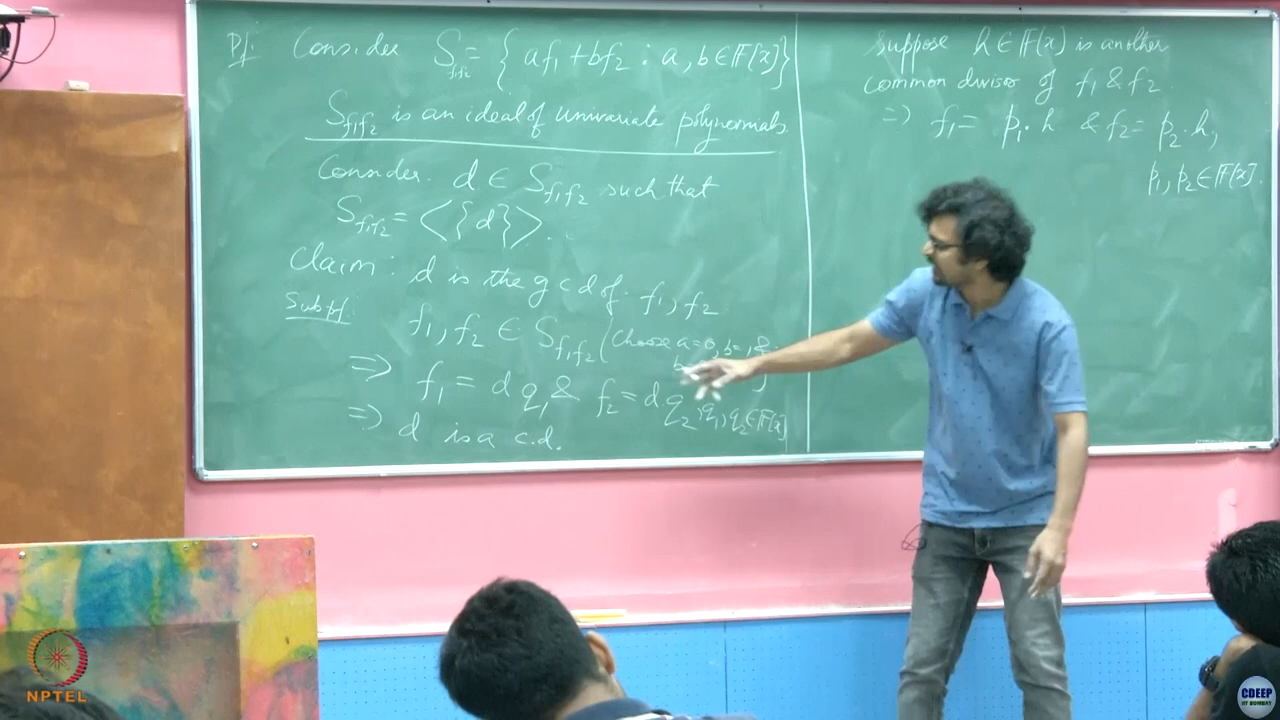 Pf: Consider S_{f₁f₂} = { af₁ + bf₂ : a, b ∈ 𝔽[x] }
S_{f₁f₂} is an ideal of univariate polynomials
Consider d ∈ S_{f₁f₂} such that
S_{f₁f₂} = <{d}>.
Claim: d is the gcd of f₁, f₂
Subpf: f₁, f₂ ∈ S_{f₁f₂} (Choose a=0, b=1, &
⇒ f₁ = d q₁ & f₂ = d q₂, q₁, q₂ ∈ 𝔽[x]
⇒ d is a c.d.
Suppose h ∈ 𝔽(x) is another
common divisor of f₁ & f₂
⇒ f₁ = p₁·h & f₂ = p₂·h,
p₁, p₂ ∈ 𝔽[x].
NPTEL
CDEEP
IIT BOMBAY